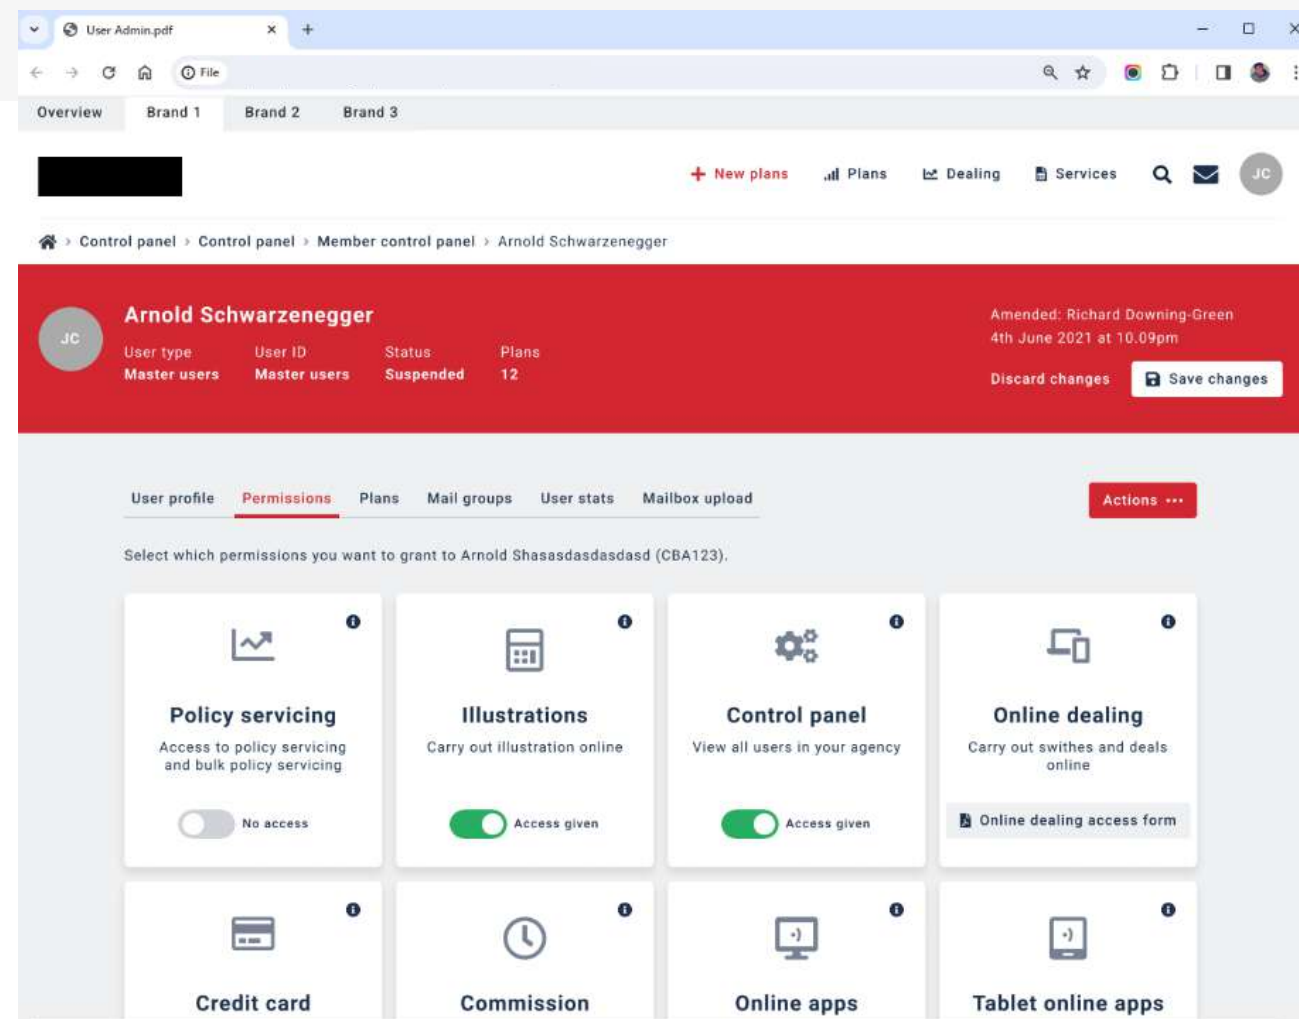 User Admin.pdf
File
Overview Brand 1 Brand 2 Brand 3
New plans Plans Dealing Services JC
Control panel > Control panel > Member control panel > Arnold Schwarzenegger
JC
Arnold Schwarzenegger
User type User ID Status Plans
Master users Master users Suspended 12
Amended: Richard Downing-Green
4th June 2021 at 10.09pm
Discard changes Save changes
User profile Permissions Plans Mail groups User stats Mailbox upload
Actions
Select which permissions you want to grant to Arnold Shasasdasdasdasd (CBA123).
Policy servicing
Access to policy servicing
and bulk policy servicing
No access
Illustrations
Carry out illustration online
Access given
Control panel
View all users in your agency
Access given
Online dealing
Carry out swithes and deals
online
Online dealing access form
Credit card
Commission
Online apps
Tablet online apps